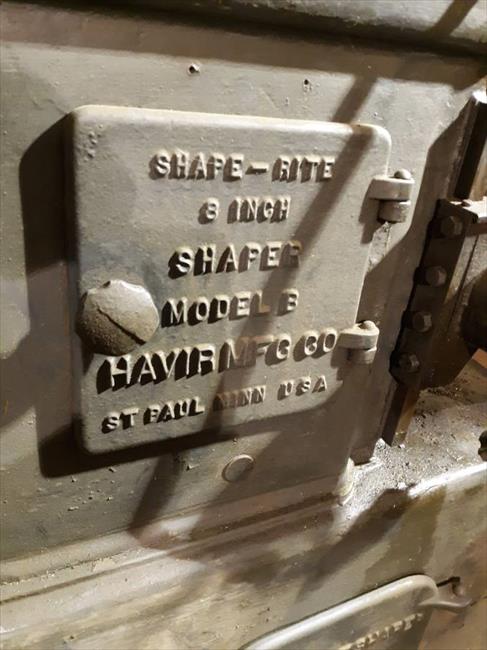 SHAPE-RITE
8 INCH
SHAPER
MODEL B
HAVIR MFG CO
ST PAUL MINN USA